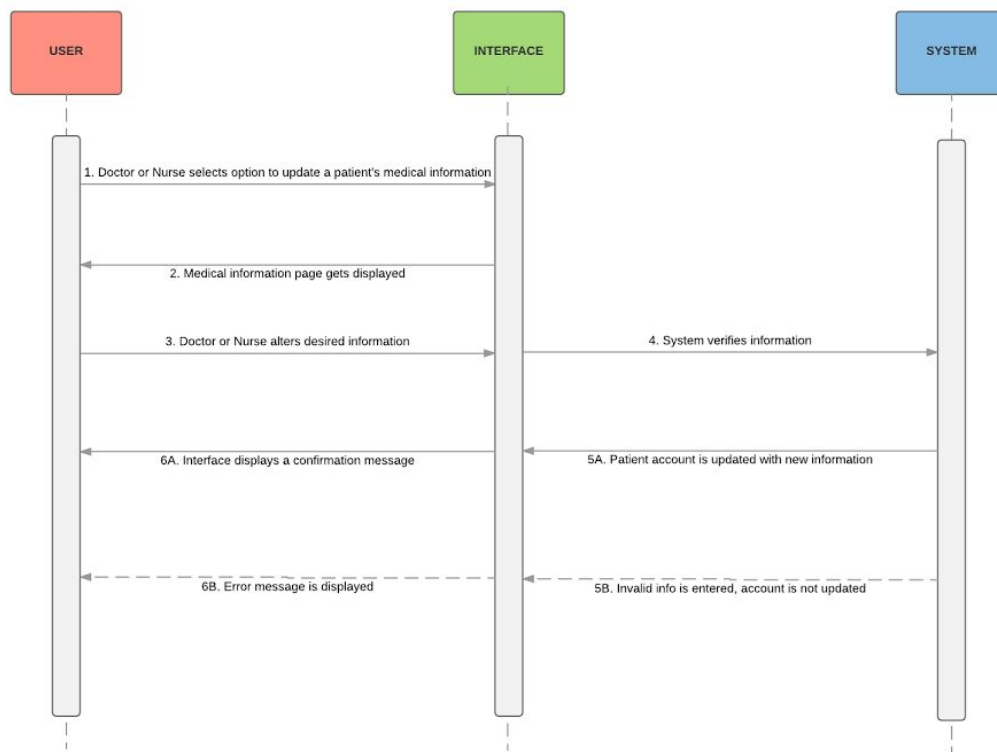 USER
INTERFACE
SYSTEM
1. Doctor or Nurse selects option to update a patient's medical information
2. Medical information page gets displayed
3. Doctor or Nurse alters desired information
4. System verifies information
6A. Interface displays a confirmation message
5A. Patient account is updated with new information
6B. Error message is displayed
5B. Invalid info is entered, account is not updated